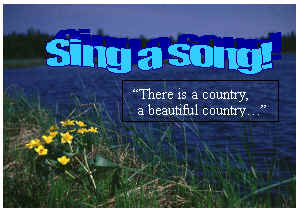 Sing a song!
“There is a country,
a beautiful country…”